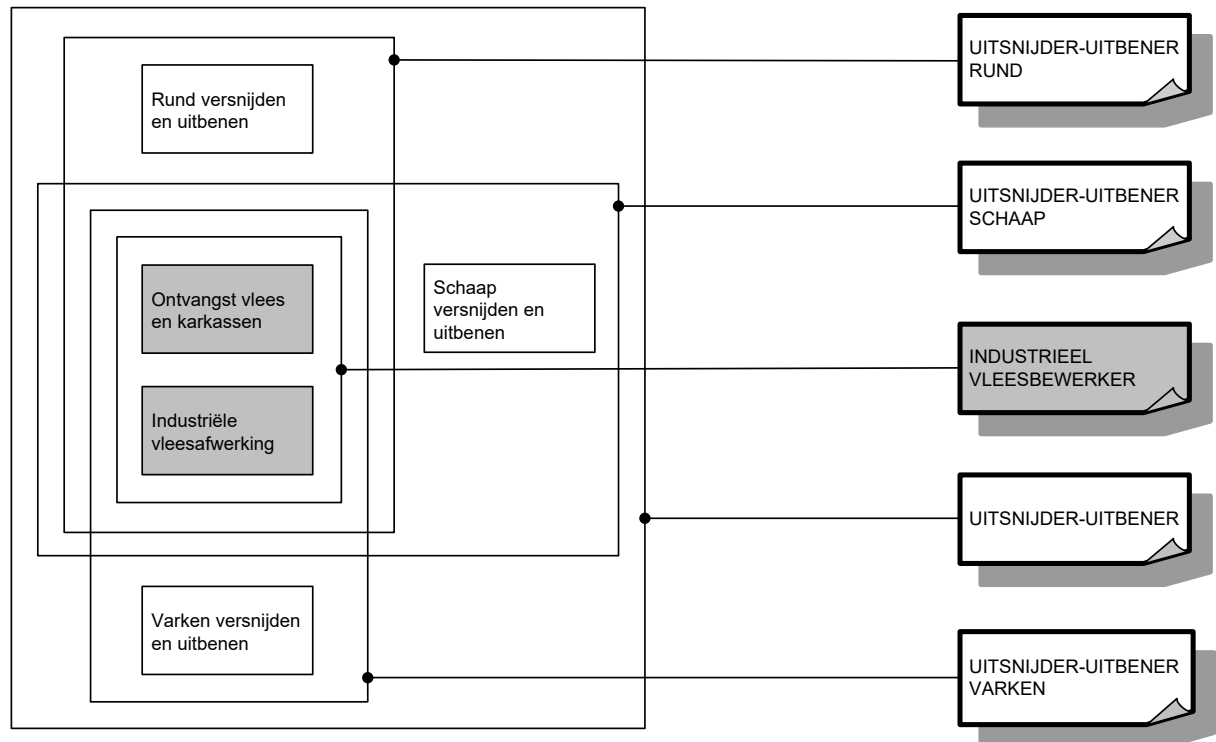 Rund versnijden
en uitbenen
Ontvangst vlees
en karkassen
Industriële
vleesafwerking
Schaap
versnijden en
uitbenen
Varken versnijden
en uitbenen
UITSNIJDER-UITBENER
RUND
UITSNIJDER-UITBENER
SCHAAP
INDUSTRIEEL
VLEESBEWERKER
UITSNIJDER-UITBENER
UITSNIJDER-UITBENER
VARKEN